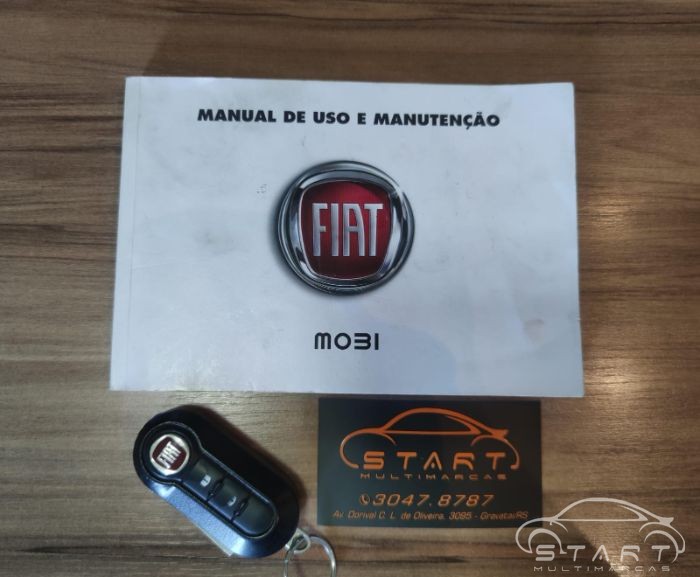 MANUAL DE USO E MANUTENÇÃO
FIAT
MOBI
FIAT
START
MULTIMARCAS
3047.8787
Av. Dorival C. L. de Oliveira, 3095 - Gravataí/RS
START
MULTIMARCAS